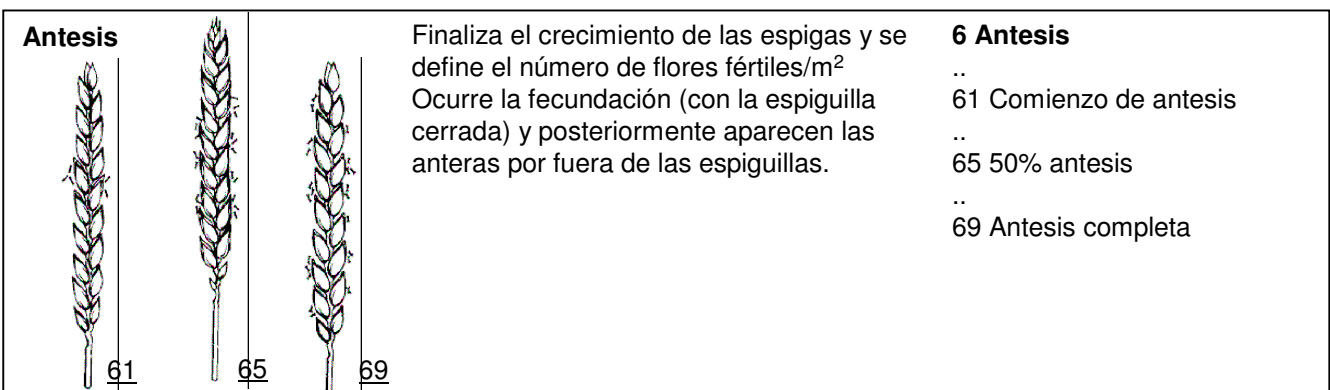 Antesis
61
65
69
Finaliza el crecimiento de las espigas y se
define el número de flores fértiles/m²
Ocurre la fecundación (con la espiguilla
cerrada) y posteriormente aparecen las
anteras por fuera de las espiguillas.
6 Antesis
..
61 Comienzo de antesis
..
65 50% antesis
..
69 Antesis completa